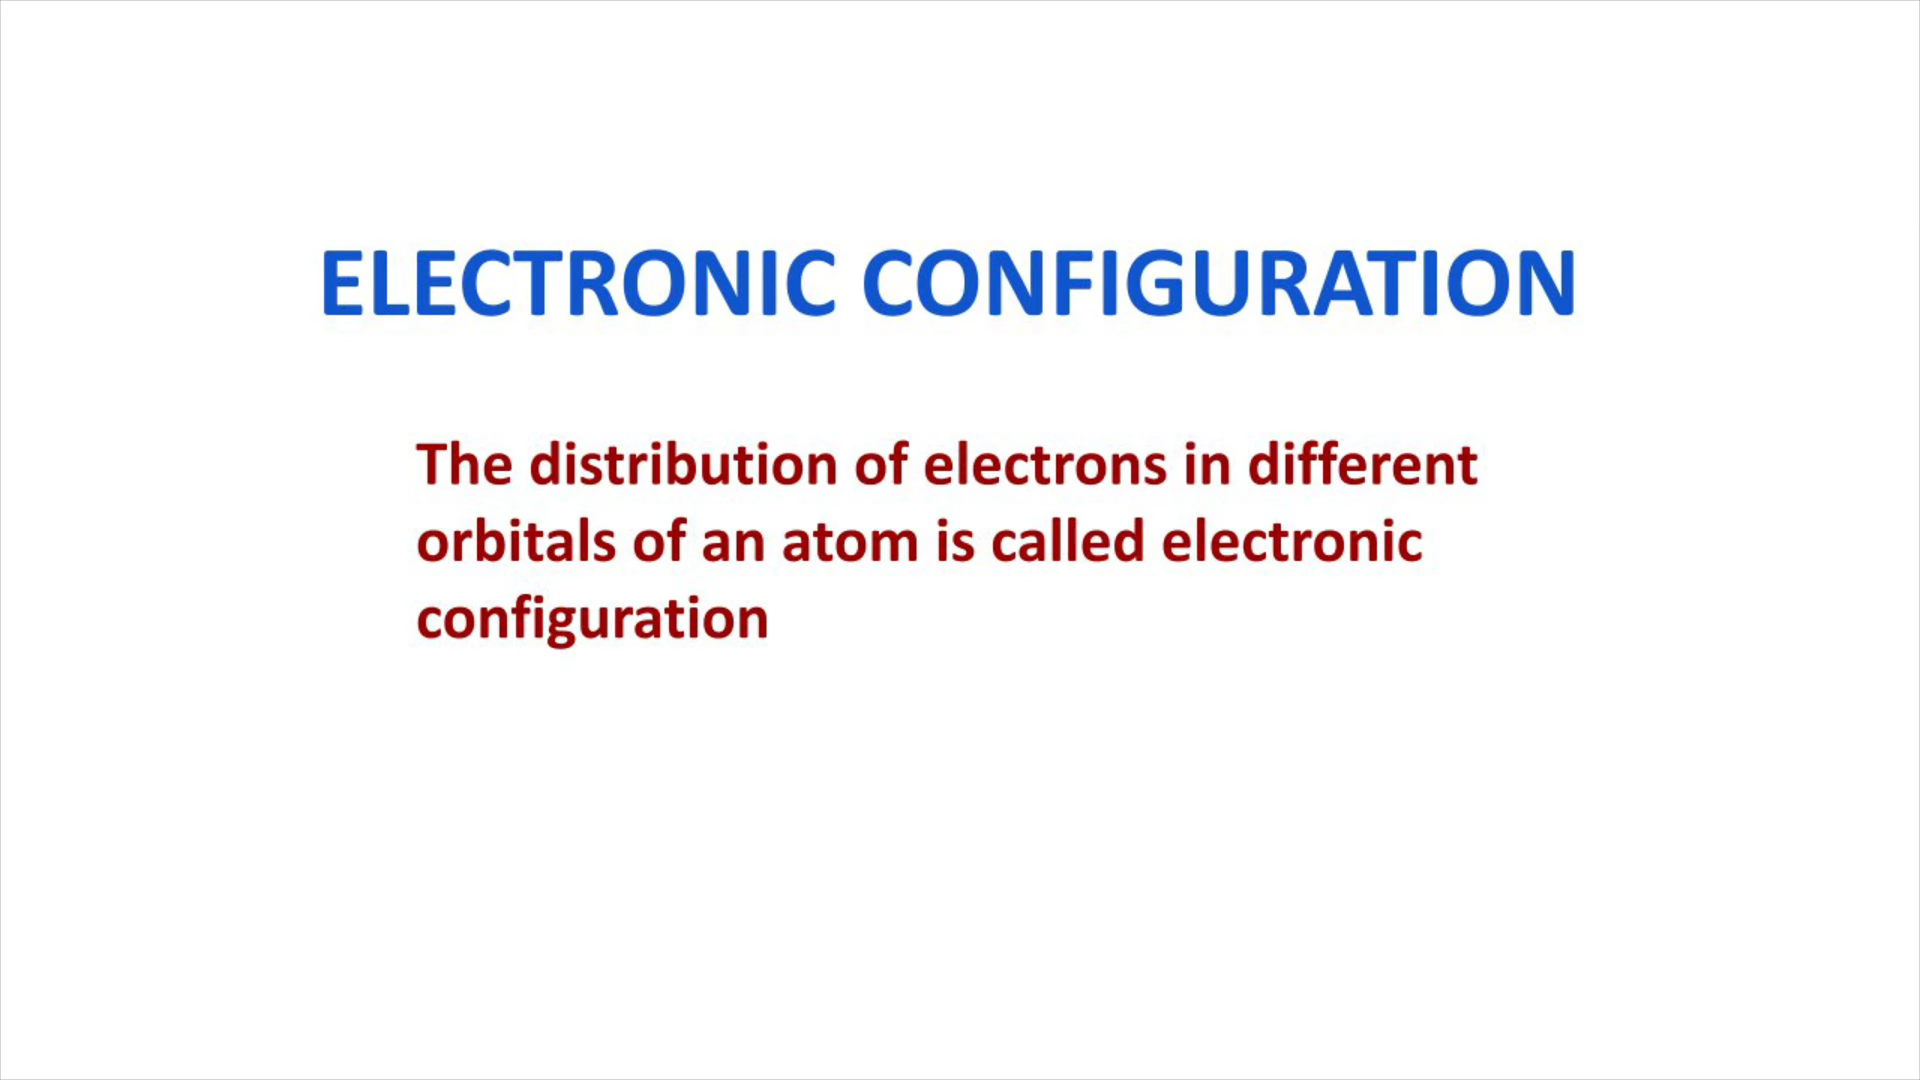 ELECTRONIC CONFIGURATION
The distribution of electrons in different
orbitals of an atom is called electronic
configuration